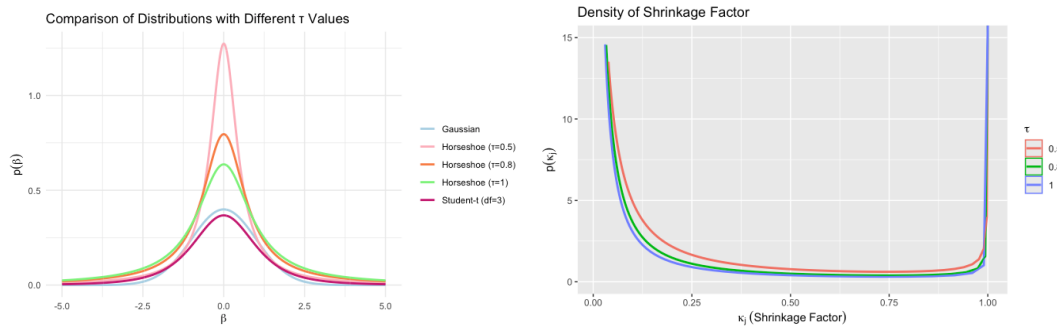 Comparison of Distributions with Different τ Values
p(β)
1.0
0.5
0.0
-5.0
-2.5
0.0
2.5
5.0
β
Gaussian
Horseshoe (τ=0.5)
Horseshoe (τ=0.8)
Horseshoe (τ=1)
Student-t (df=3)
Density of Shrinkage Factor
p(κj)
15
10
5
0
0.00
0.25
0.50
0.75
1.00
κj (Shrinkage Factor)
τ
1